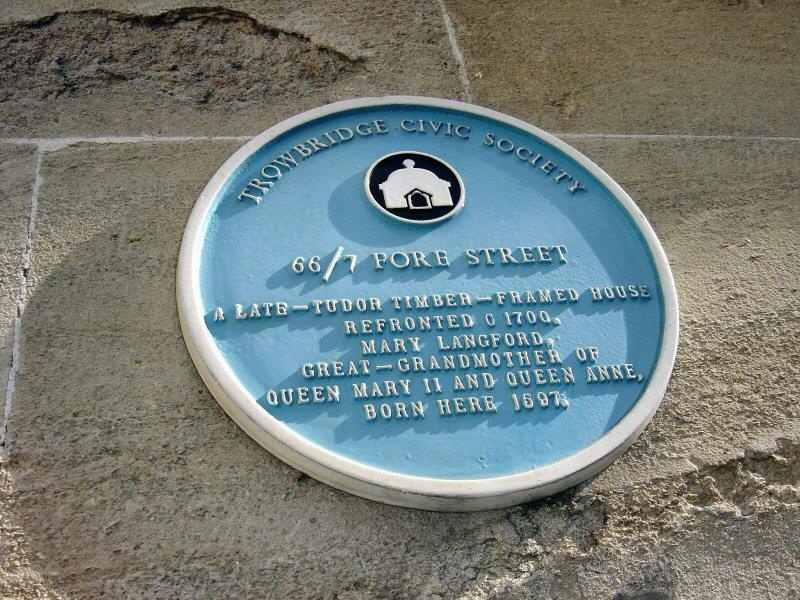 TROWBRIDGE CIVIC SOCIETY
66/7 FORE STREET
A LATE-TUDOR TIMBER-FRAMED HOUSE
REFRONTED C 1700.
MARY LANGFORD,
GREAT-GRANDMOTHER OF
QUEEN MARY II AND QUEEN ANNE,
BORN HERE 1597.